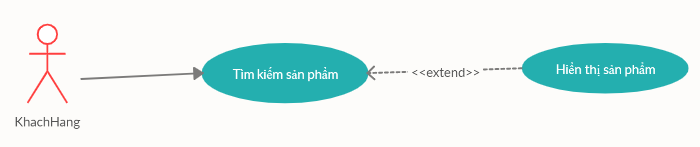 Tìm kiếm sản phẩm
<<extend>>
Hiển thị sản phẩm
KhachHang